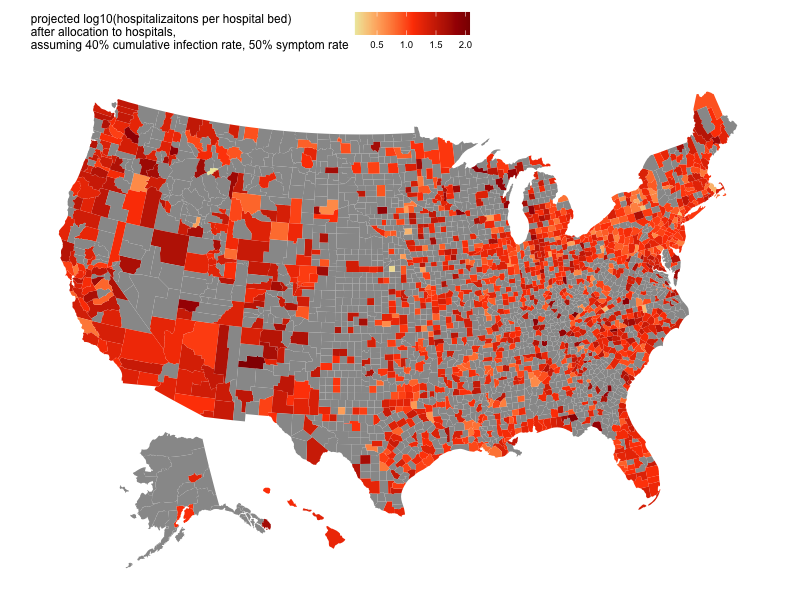 projected log10(hospitalizaitons per hospital bed)
after allocation to hospitals,
assuming 40% cumulative infection rate, 50% symptom rate
0.5 1.0 1.5 2.0